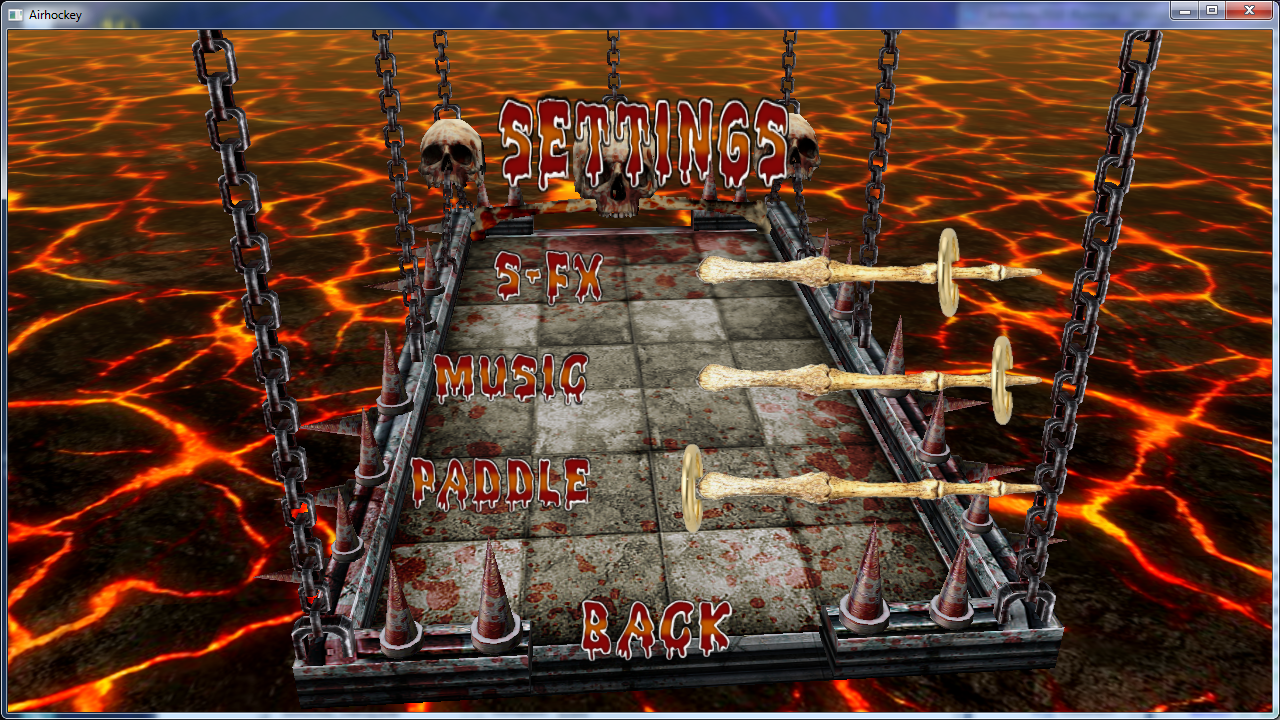 Airhockey
SETTINGS
S-FX
MUSIC
PADDLE
BACK